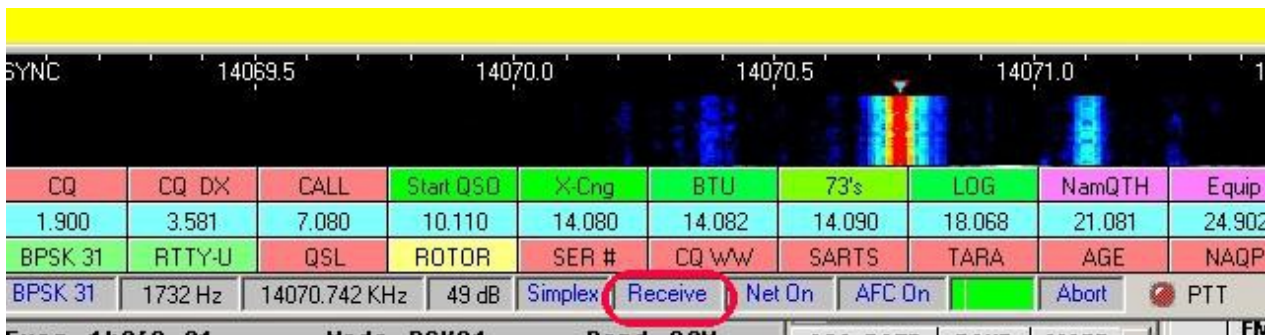 SYNC 14069.5 14070.0 14070.5 14071.0
CQ CQ DX CALL Start QSO X-Cng BTU 73's LOG NamQTH Equip
1.900 3.581 7.080 10.110 14.080 14.082 14.090 18.068 21.081 24.902
BPSK 31 RTTY-U QSL ROTOR SER # CQ WW SARTS TARA AGE NAQP
BPSK 31 1732 Hz 14070.742 KHz 49 dB Simplex Receive Net On AFC On Abort PTT